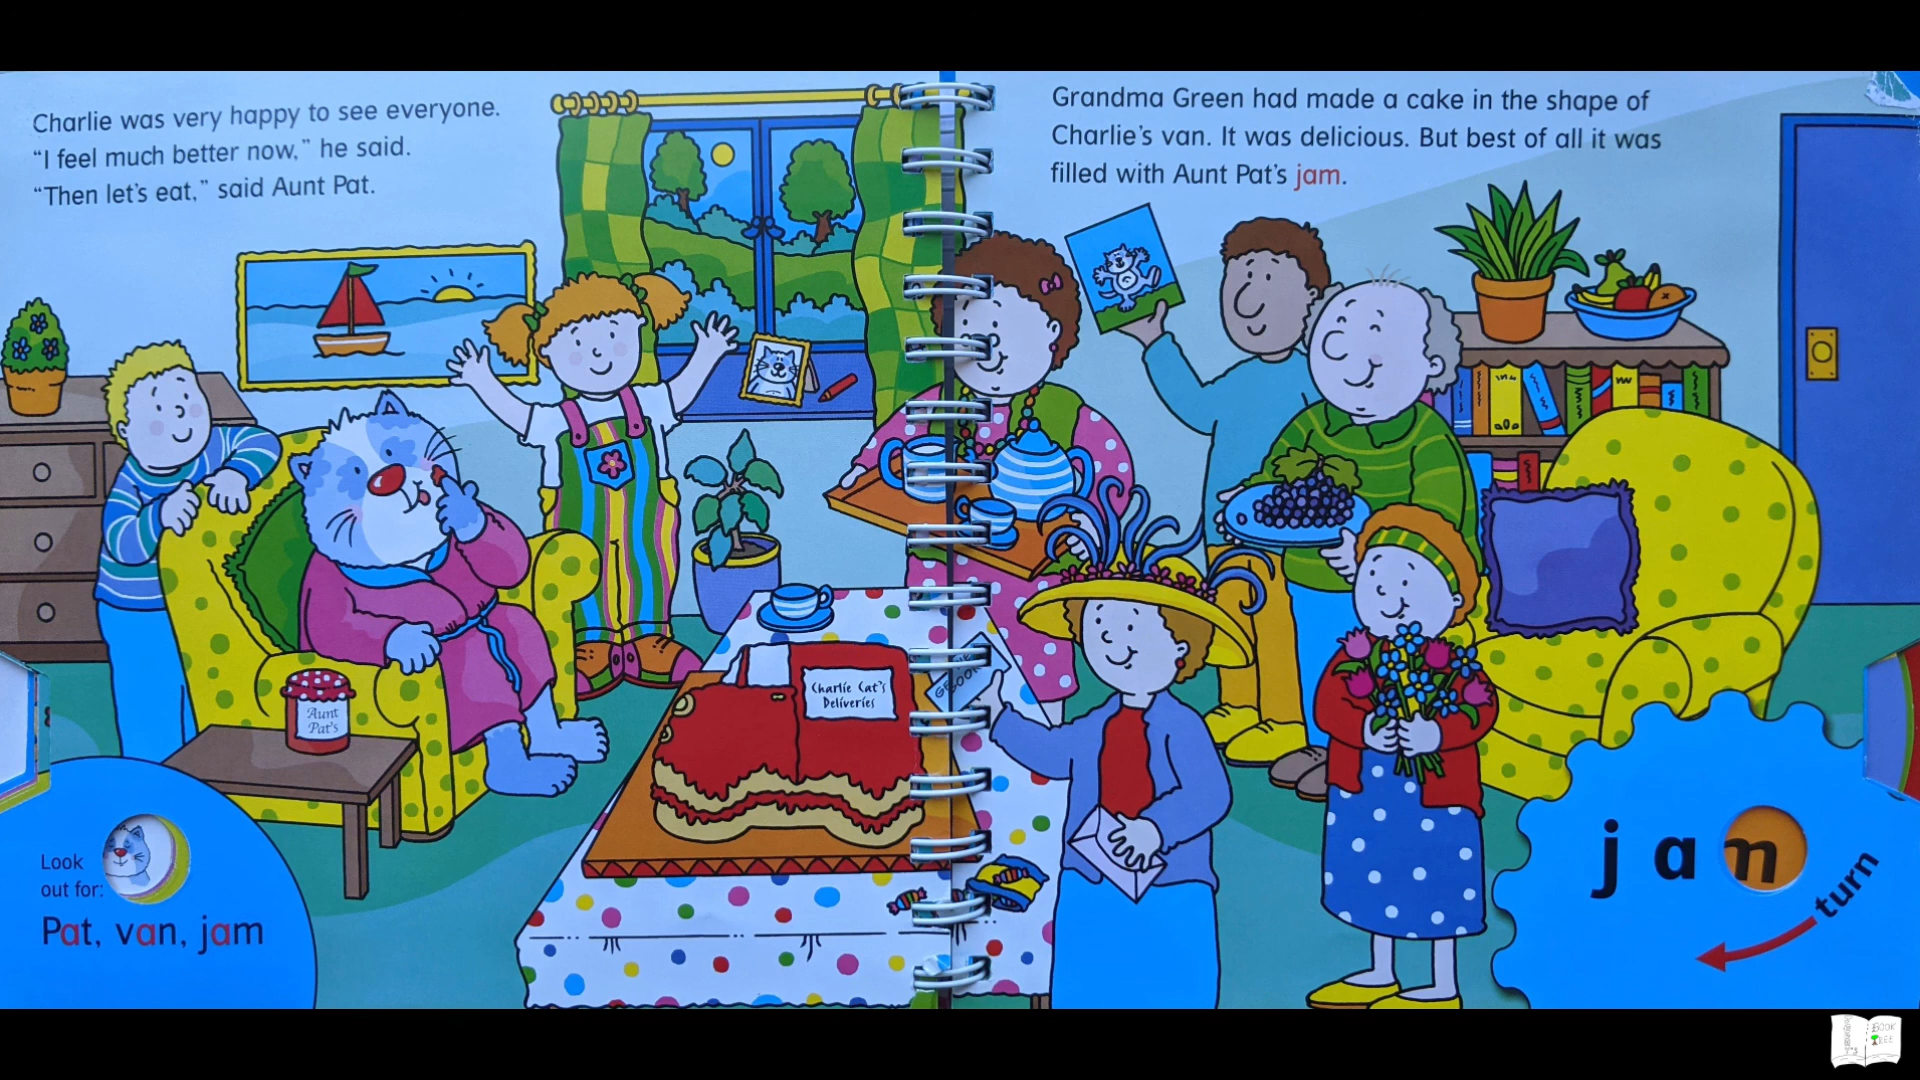 Charlie was very happy to see everyone.
“I feel much better now,” he said.
“Then let’s eat,” said Aunt Pat.
Grandma Green had made a cake in the shape of
Charlie’s van. It was delicious. But best of all it was
filled with Aunt Pat’s jam.
Aunt
Pat’s
Charlie Cat’s
Deliveries
Look
out for:
Pat, van, jam
j a m
turn
BOOK